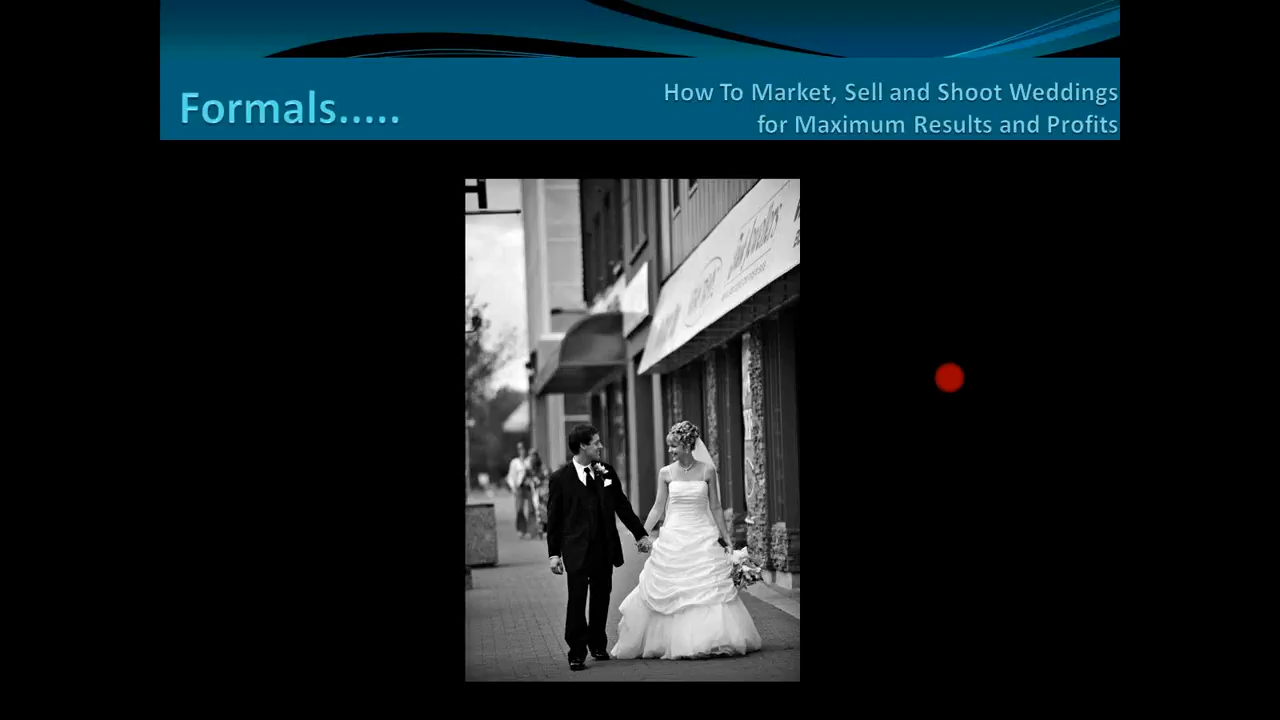 Formals.....
How To Market, Sell and Shoot Weddings
for Maximum Results and Profits